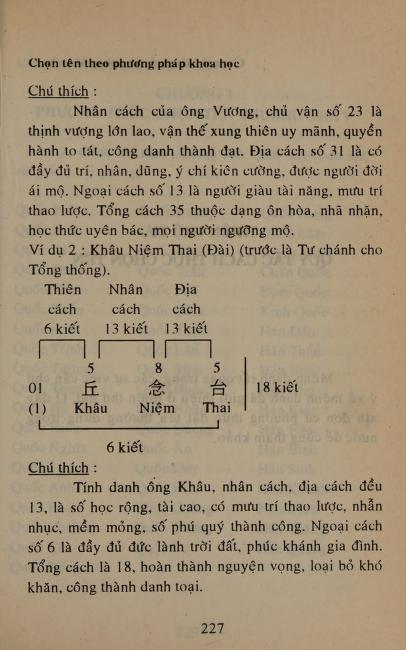 Chọn tên theo phương pháp khoa học
Chú thích :
Nhân cách của ông Vương, chủ vận số 23 là
thịnh vượng lớn lao, vận thế xung thiên uy mãnh, quyền
hành to tát, công danh thành đạt. Địa cách số 31 là có
đầy đủ trí, nhân, dũng, ý chí kiên cường, được người đời
ái mộ. Ngoại cách số 13 là người giàu tài năng, mưu trí
thao lược. Tổng cách 35 thuộc dạng ôn hòa, nhã nhặn,
học thức uyên bác, mọi người ngưỡng mộ.
Ví dụ 2 : Khâu Niệm Thai (Đài) (trước là Tư chánh cho
Tổng thống).
Thiên Nhân Địa
cách cách cách
6 kiết 13 kiết 13 kiết
5 8 5
01 丘 念 台 18 kiết
(1) Khâu Niệm Thai
6 kiết
Chú thích :
Tính danh ông Khâu, nhân cách, địa cách đều
13, là số học rộng, tài cao, có mưu trí thao lược, nhẫn
nhục, mềm mỏng, số phú quý thành công. Ngoại cách
số 6 là đầy đủ đức lành trời đất, phúc khánh gia đình.
Tổng cách là 18, hoàn thành nguyện vọng, loại bỏ khó
khăn, công thành danh toại.
227